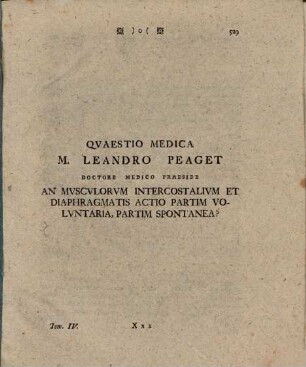 )o( 529
QVAESTIO MEDICA
M. LEANDRO PEAGET
DOCTORE MEDICO PRAESIDE
AN MVSCVLORVM INTERCOSTALIVM ET
DIAPHRAGMATIS ACTIO PARTIM VO-
LVNTARIA, PARTIM SPONTANEA?
Tom. IV. Xxx